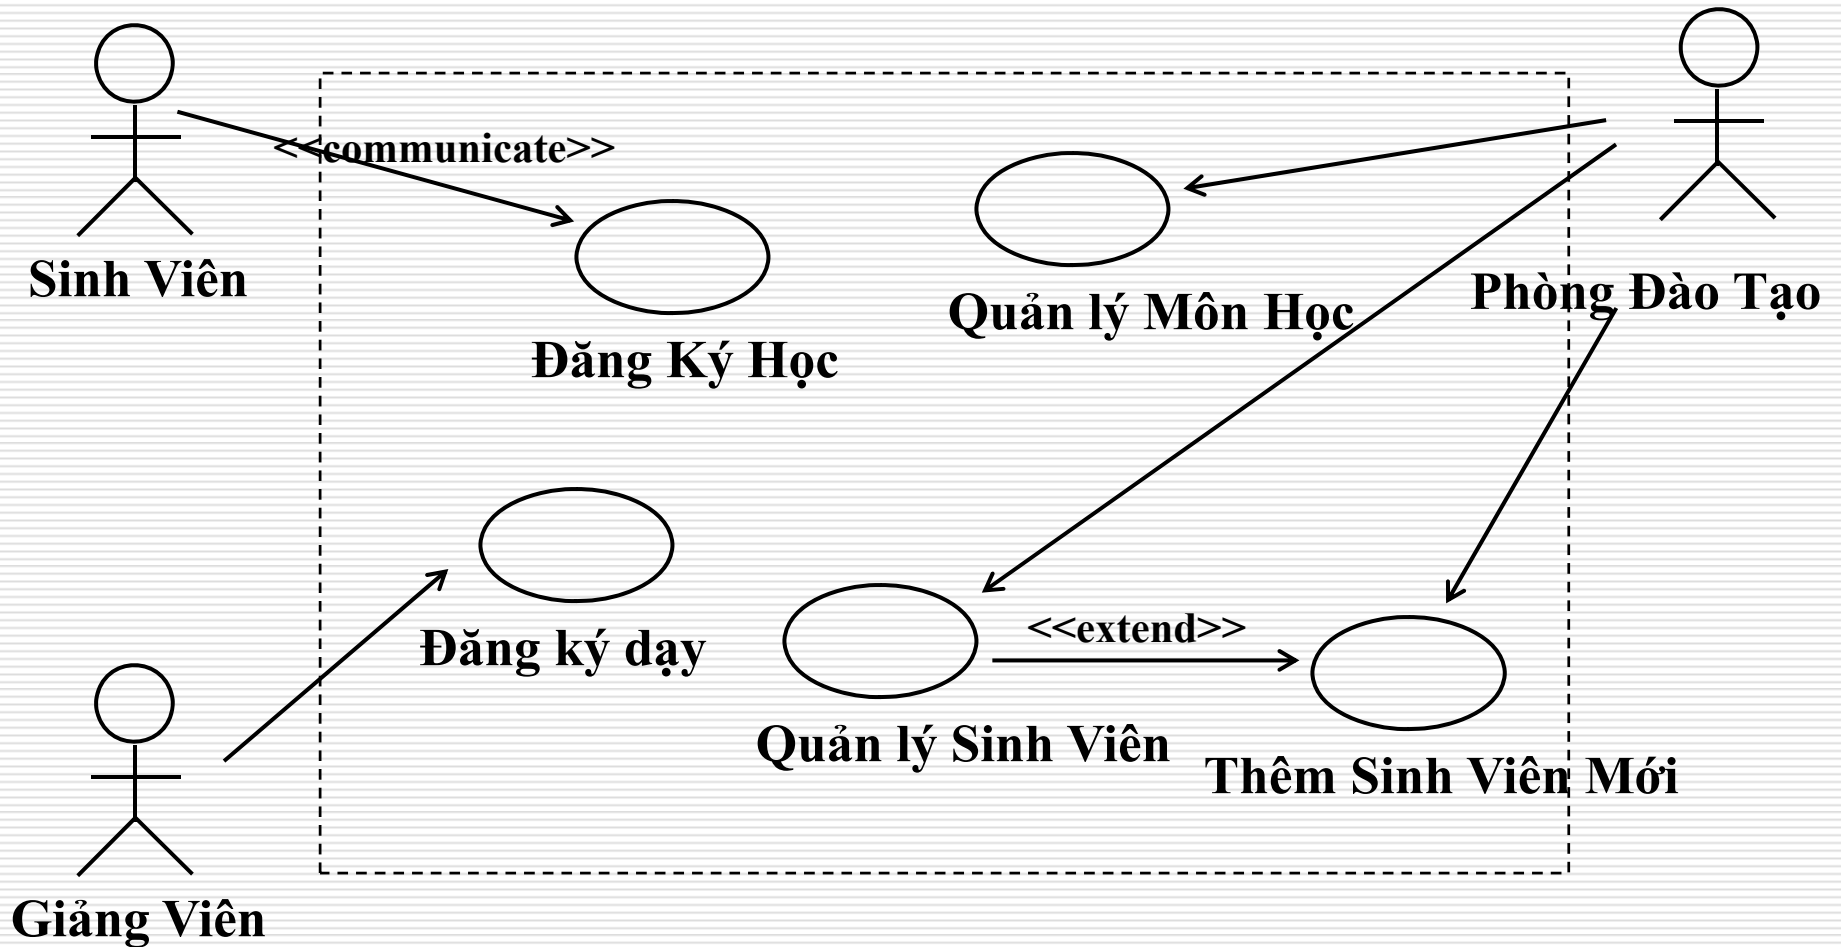 <<communicate>>
Sinh Viên
Phòng Đào Tạo
Quản lý Môn Học
Đăng Ký Học
<<extend>>
Đăng ký dạy
Quản lý Sinh Viên
Thêm Sinh Viên Mới
Giảng Viên